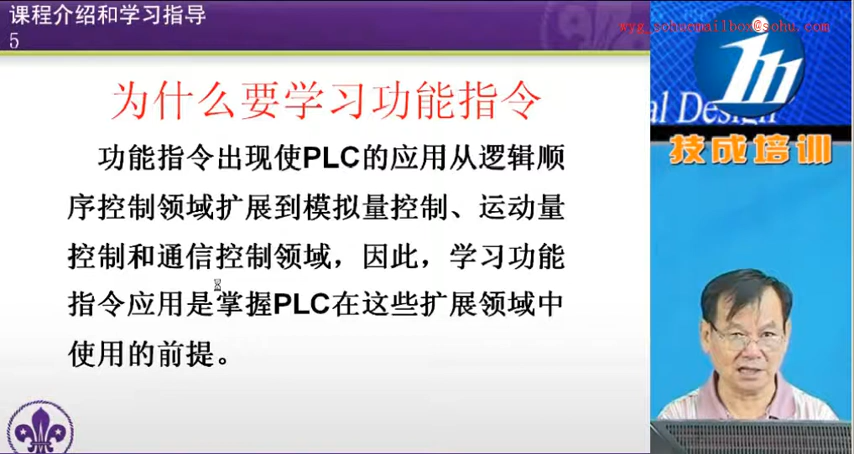 课程介绍和学习指导
5
wyg_soharmailbox@sohu.com
为什么要学习功能指令
功能指令出现使PLC的应用从逻辑顺
序控制领域扩展到模拟量控制、运动量
控制和通信控制领域，因此，学习功能
指令应用是掌握PLC在这些扩展领域中
使用的前提。
al Design
技成培训